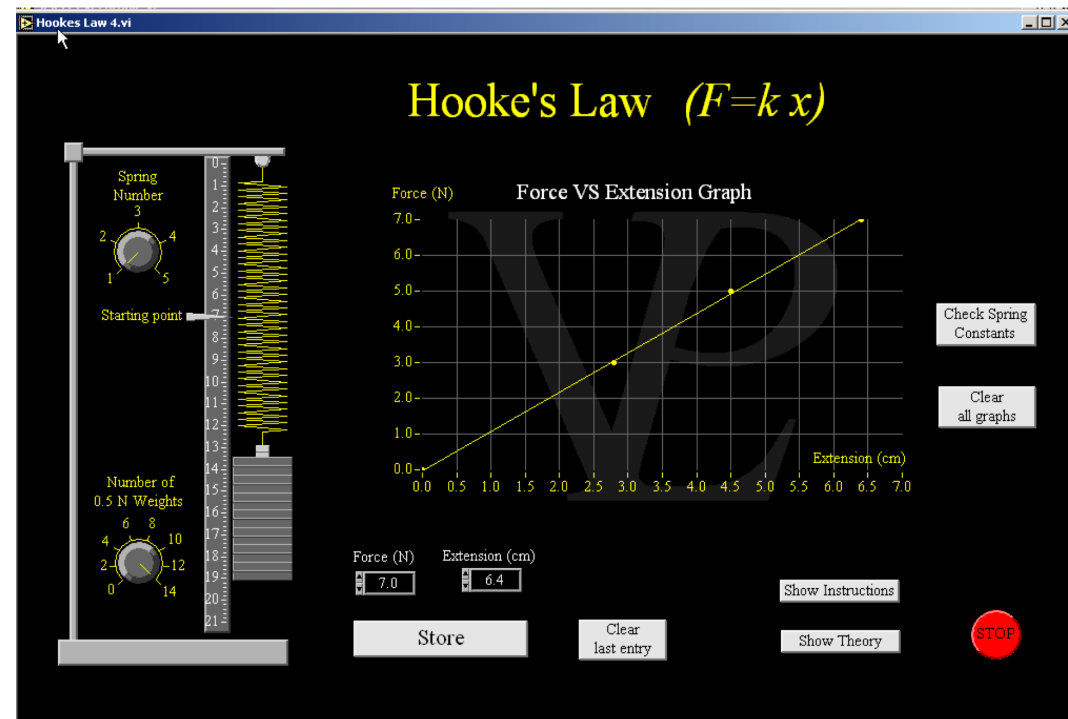 Hookes Law 4.vi
Hooke's Law (F=k x)
Spring
Number
1 2 3 4 5
Starting point
0
1
2
3
4
5
6
7
8
9
10
11
12
13
14
15
16
17
18
19
20
21
Number of
0.5 N Weights
0 2 4 6 8 10 12 14
Force (N) Force VS Extension Graph
7.0
6.0
5.0
4.0
3.0
2.0
1.0
0.0
Extension (cm)
0.0 0.5 1.0 1.5 2.0 2.5 3.0 3.5 4.0 4.5 5.0 5.5 6.0 6.5 7.0
VPL
Check Spring
Constants
Clear
all graphs
Force (N) Extension (cm)
7.0 6.4
Store
Clear
last entry
Show Instructions
Show Theory
STOP